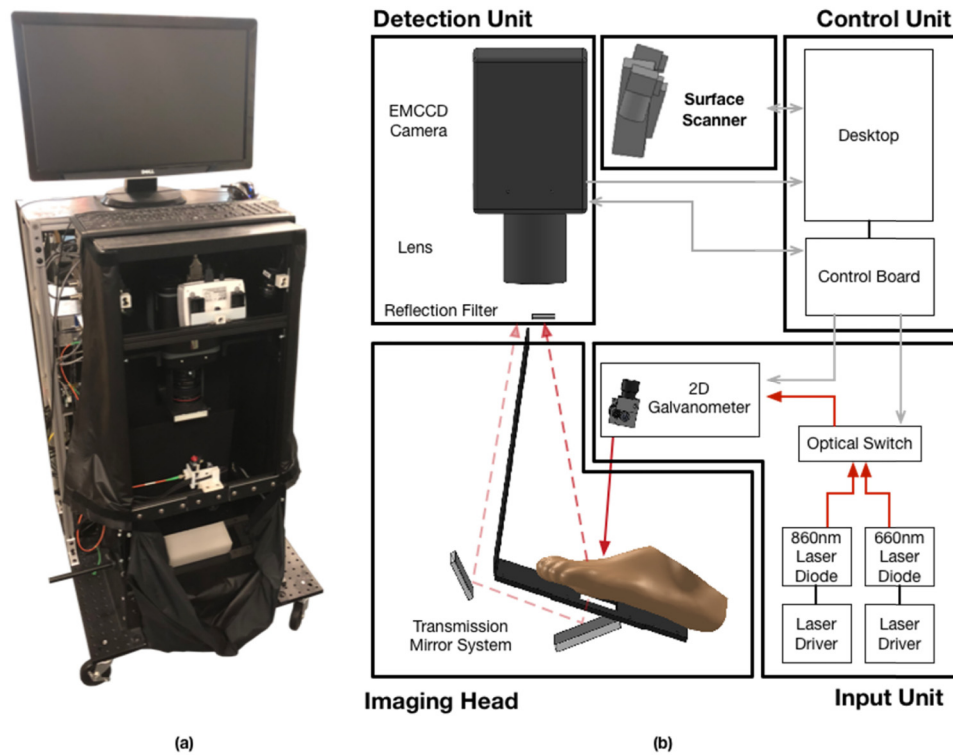 (b)
Detection Unit
Control Unit
EMCCD
Camera
Lens
Reflection Filter
Surface
Scanner
Desktop
Control Board
2D
Galvanometer
Optical Switch
860nm
Laser
Diode
660nm
Laser
Diode
Laser
Driver
Laser
Driver
Transmission
Mirror System
Imaging Head
Input Unit
DELL
(a)
(b)